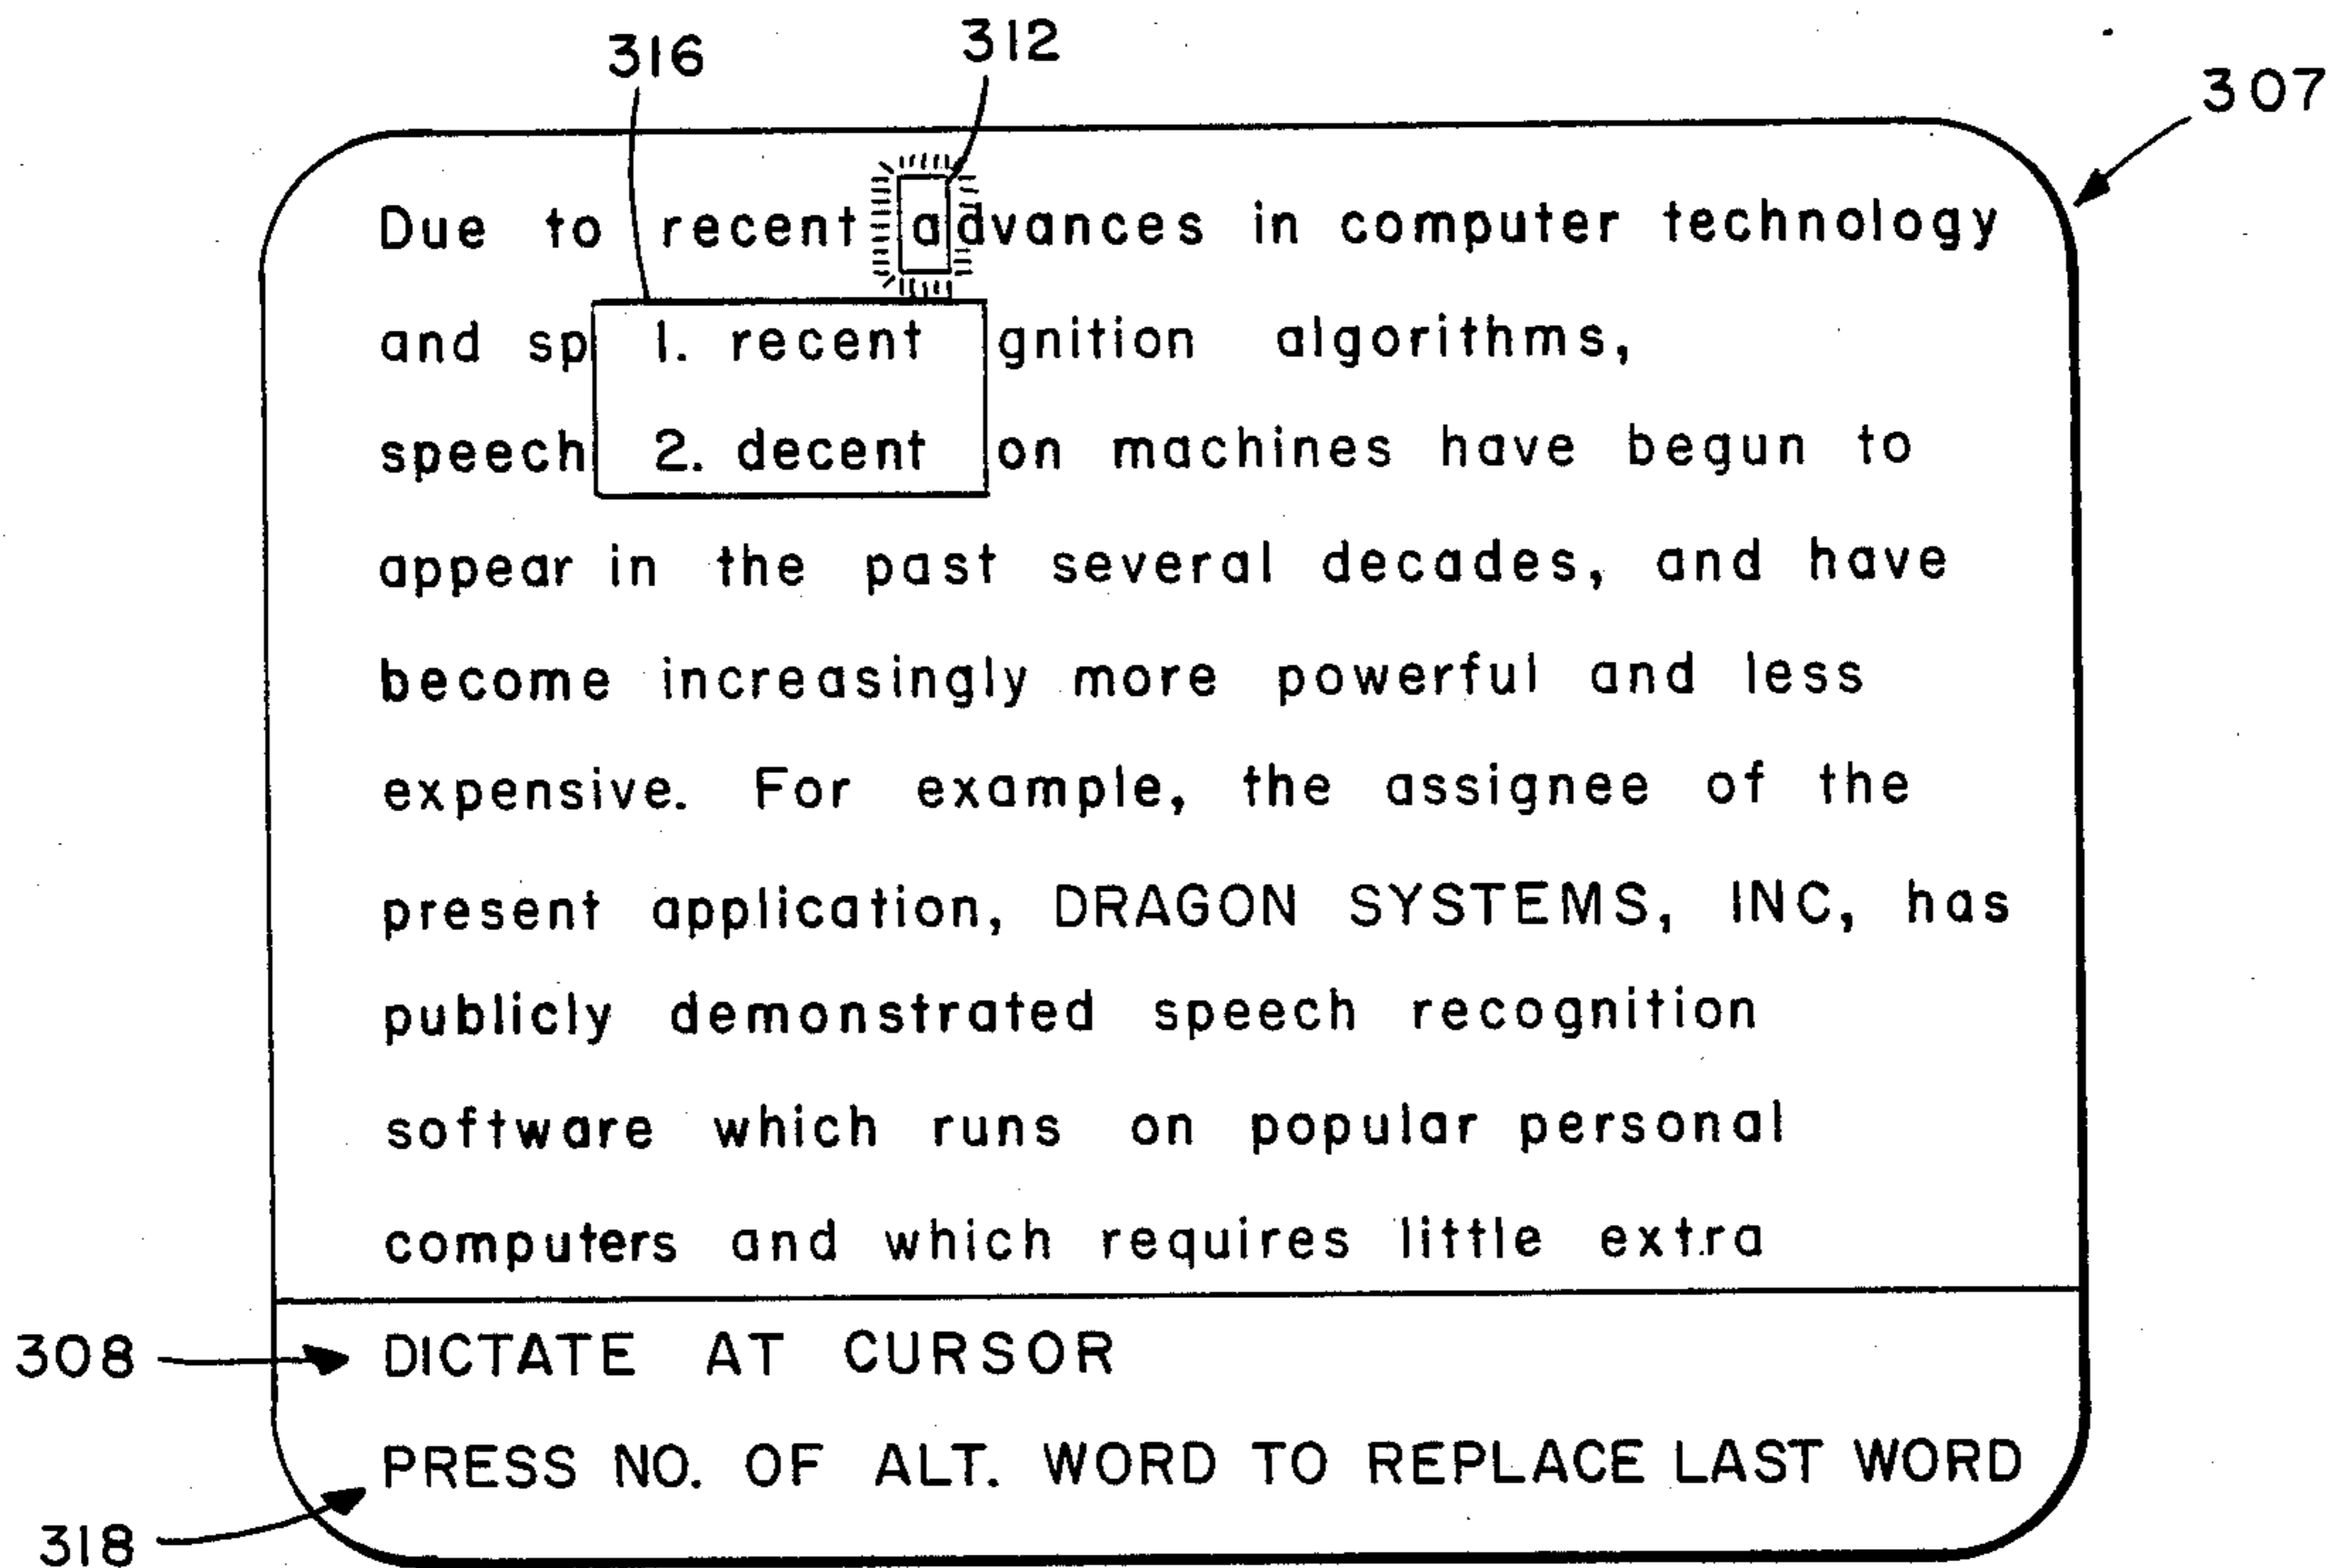 316
312
307
Due to recent advances in computer technology
and sp 1. recent gnition algorithms,
speech 2. decent on machines have begun to
appear in the past several decades, and have
become increasingly more powerful and less
expensive. For example, the assignee of the
present application, DRAGON SYSTEMS, INC, has
publicly demonstrated speech recognition
software which runs on popular personal
computers and which requires little extra
308 DICTATE AT CURSOR
PRESS NO. OF ALT. WORD TO REPLACE LAST WORD
318